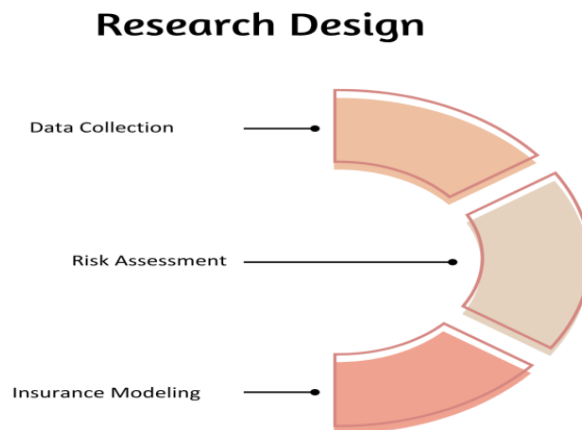 Research Design
Data Collection
Risk Assessment
Insurance Modeling